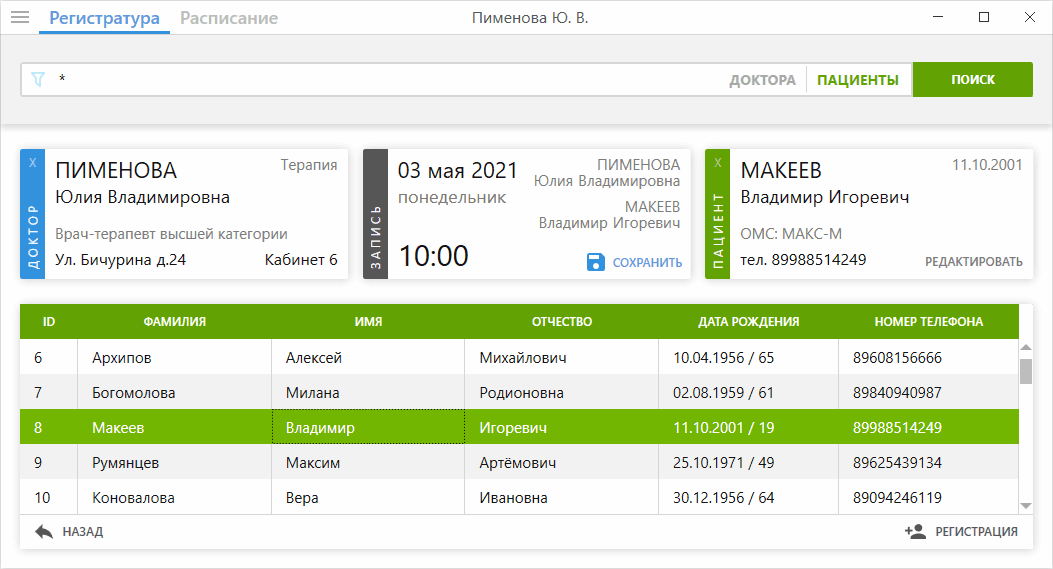 Регистратура Расписание Пименова Ю. В.
* ДОКТОРА ПАЦИЕНТЫ ПОИСК
X ДОКТОР
ПИМЕНОВА Терапия
Юлия Владимировна
Врач-терапевт высшей категории
Ул. Бичурина д.24 Кабинет 6
ЗАПИСЬ
03 мая 2021
понедельник
10:00
ПИМЕНОВА
Юлия Владимировна
МАКЕЕВ
Владимир Игоревич
СОХРАНИТЬ
X ПАЦИЕНТ
МАКЕЕВ 11.10.2001
Владимир Игоревич
ОМС: МАКС-М
тел. 89988514249 РЕДАКТИРОВАТЬ
ID ФАМИЛИЯ ИМЯ ОТЧЕСТВО ДАТА РОЖДЕНИЯ НОМЕР ТЕЛЕФОНА
6 Архипов Алексей Михайлович 10.04.1956 / 65 89608156666
7 Богомолова Милана Родионовна 02.08.1959 / 61 89840940987
8 Макеев Владимир Игоревич 11.10.2001 / 19 89988514249
9 Румянцев Максим Артёмович 25.10.1971 / 49 89625439134
10 Коновалова Вера Ивановна 30.12.1956 / 64 89094246119
НАЗАД РЕГИСТРАЦИЯ